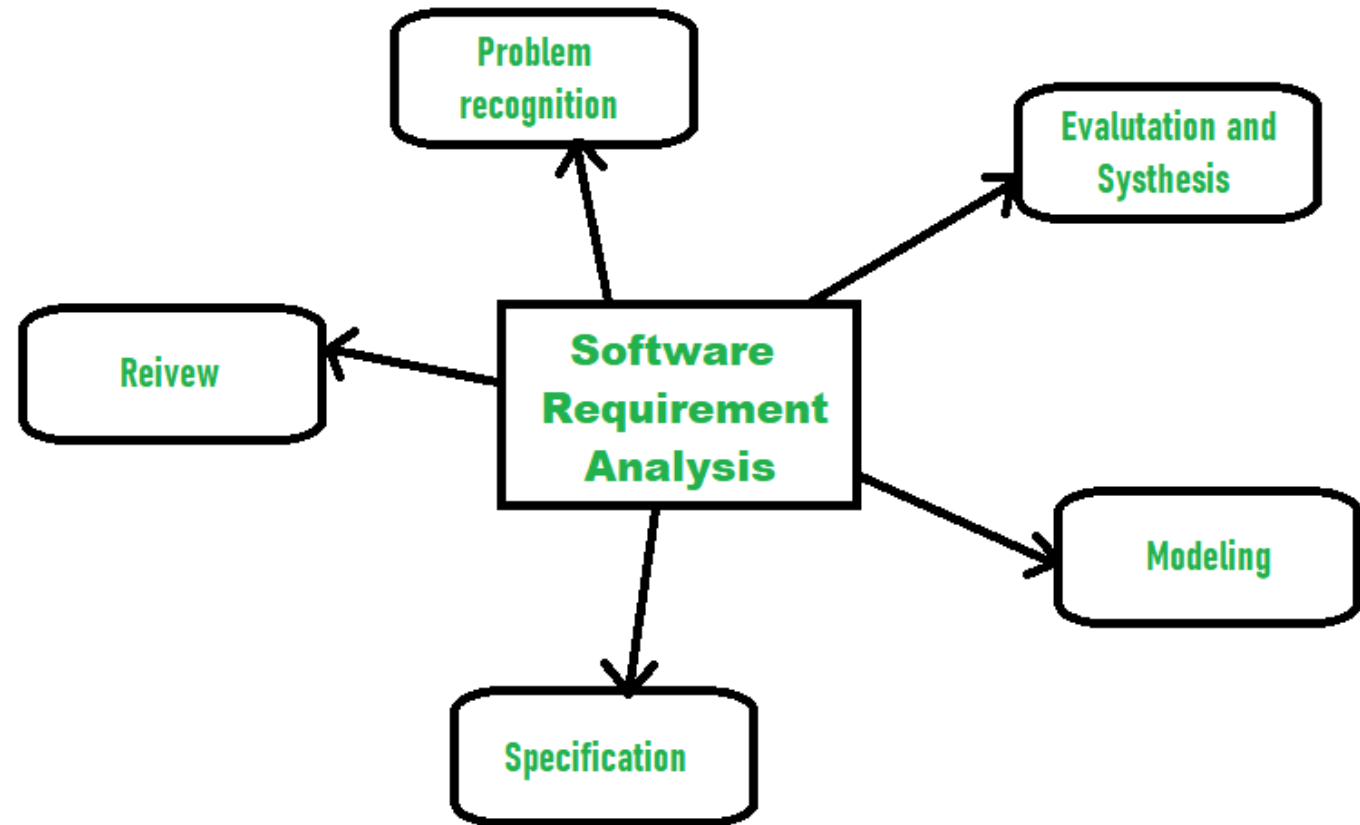 Problem
recognition
Evalutation and
Systhesis
Software
Requirement
Analysis
Reivew
Modeling
Specification